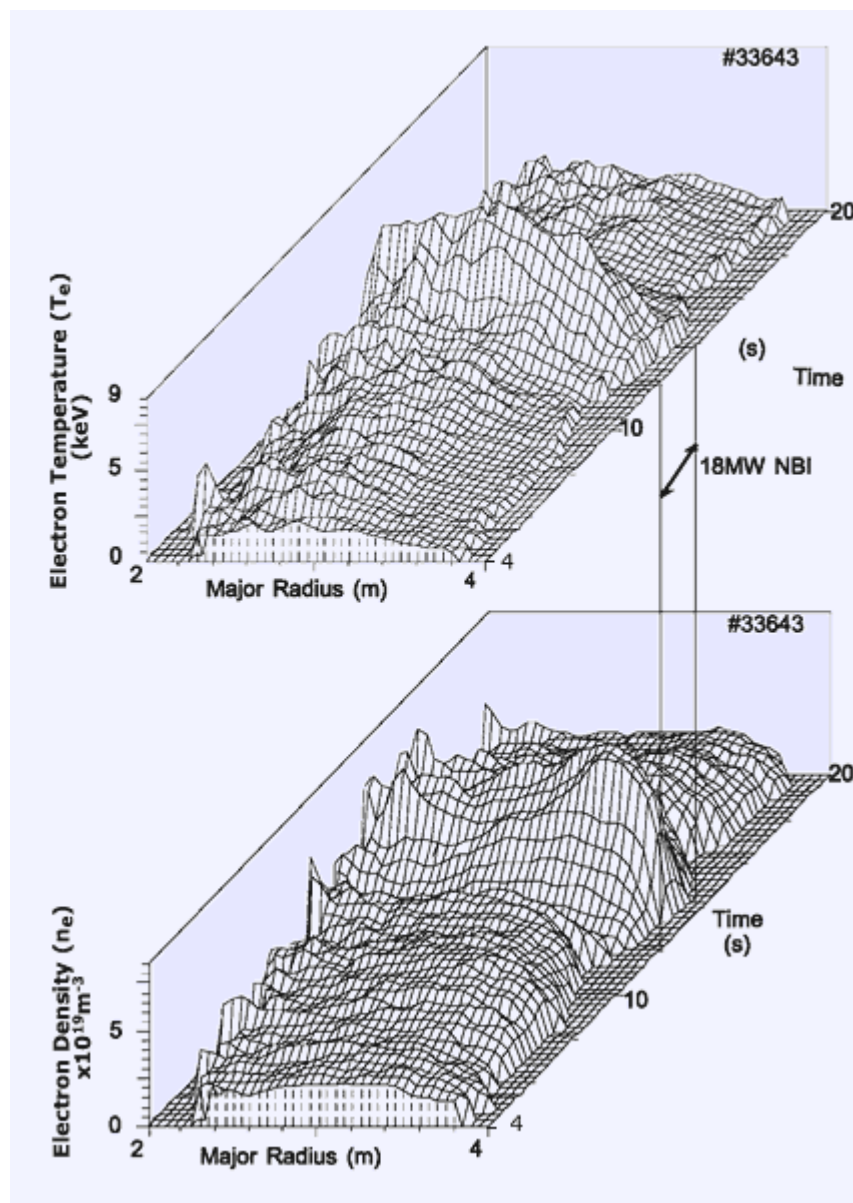 #33643
20
(s)
Time
9
10
5
18MW NBI
Electron Temperature (Te)
(keV)
0
2
4
4
Major Radius (m)
#33643
20
Time
(s)
10
5
Electron Density (ne)
x10¹⁹m⁻³
0
2
4
4
Major Radius (m)